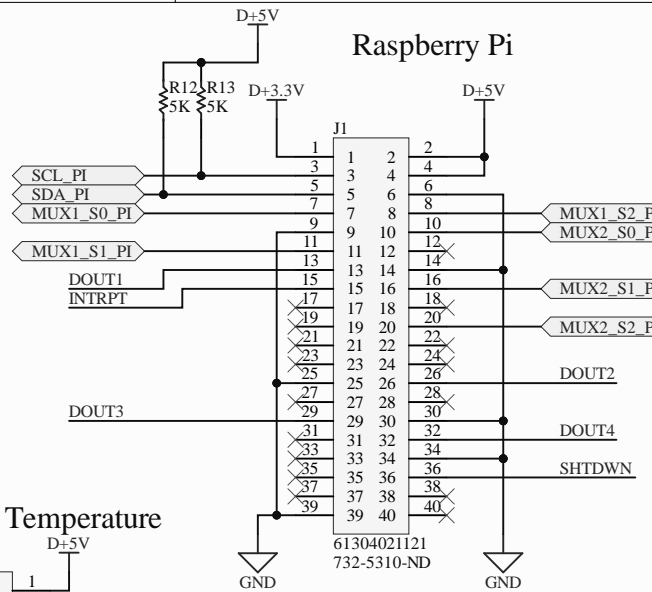 D+5V
Raspberry Pi
R12 R13
5K 5K
D+3.3V
D+5V
J1
1 1 2 2
SCL_PI 3 3 4 4
SDA_PI 5 5 6 6
MUX1_S0_PI 7 7 8 8 MUX1_S2_P
9 9 10 10 MUX2_S0_P
MUX1_S1_PI 11 11 12 12
13 13 14 14
DOUT1 15 15 16 16 MUX2_S1_P
INTRPT 17 17 18 18
19 19 20 20 MUX2_S2_P
21 21 22 22
23 23 24 24
25 25 26 26 DOUT2
27 27 28 28
DOUT3 29 29 30 30
31 31 32 32 DOUT4
33 33 34 34
35 35 36 36 SHTDWN
37 37 38 38
39 39 40 40
61304021121
732-5310-ND
GND
GND
Temperature
D+5V
1